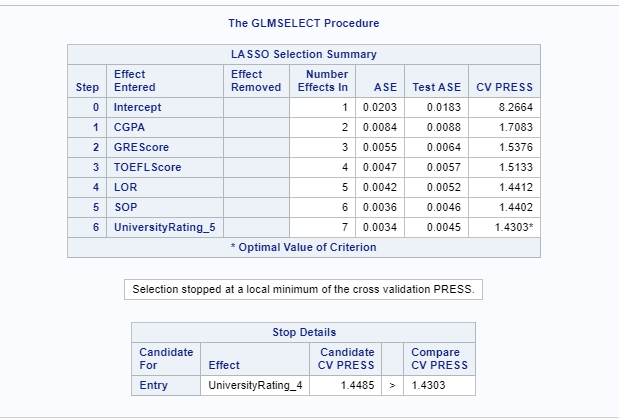 The GLMSELECT Procedure
LASSO Selection Summary
Step Effect Entered Effect Removed Number Effects In ASE Test ASE CV PRESS
0 Intercept 1 0.0203 0.0183 8.2664
1 CGPA 2 0.0084 0.0088 1.7083
2 GREScore 3 0.0055 0.0064 1.5376
3 TOEFLScore 4 0.0047 0.0057 1.5133
4 LOR 5 0.0042 0.0052 1.4412
5 SOP 6 0.0036 0.0046 1.4402
6 UniversityRating_5 7 0.0034 0.0045 1.4303*
* Optimal Value of Criterion
Selection stopped at a local minimum of the cross validation PRESS.
Stop Details
Candidate For Effect Candidate CV PRESS Compare CV PRESS
Entry UniversityRating_4 1.4485 > 1.4303